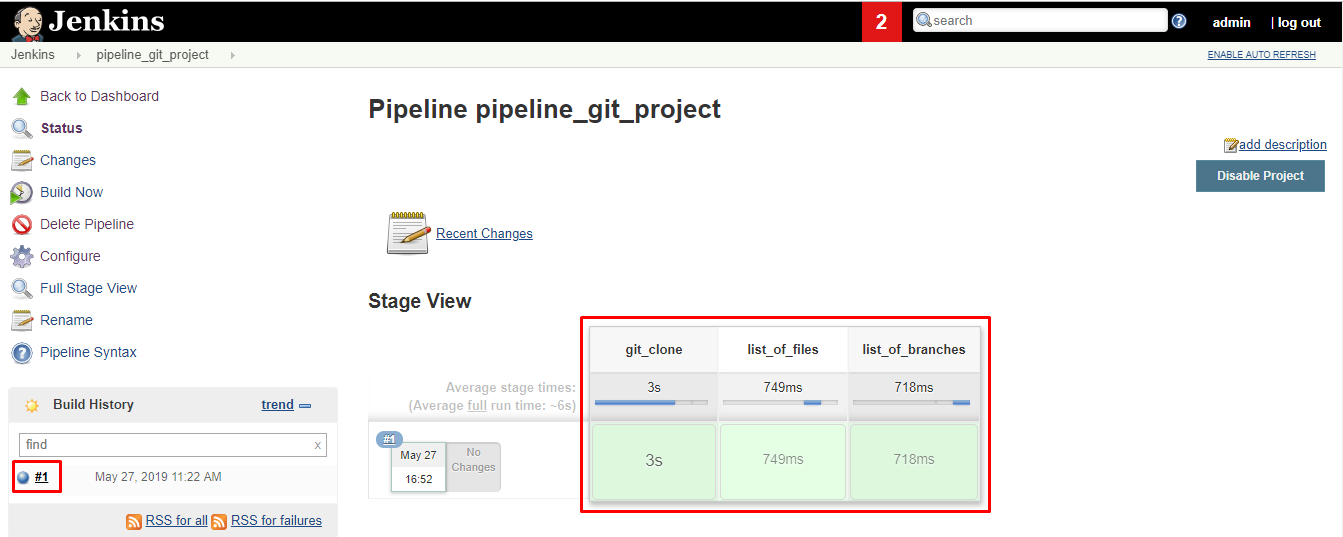 Jenkins
2
search
admin
| log out
Jenkins
pipeline_git_project
ENABLE AUTO REFRESH
Back to Dashboard
Status
Changes
Build Now
Delete Pipeline
Configure
Full Stage View
Rename
Pipeline Syntax
Build History
trend
find
x
#1
May 27, 2019 11:22 AM
RSS for all
RSS for failures
Pipeline pipeline_git_project
add description
Disable Project
Recent Changes
Stage View
git_clone
list_of_files
list_of_branches
Average stage times:
(Average full run time: ~6s)
3s
749ms
718ms
#1
May 27
16:52
No
Changes
3s
749ms
718ms